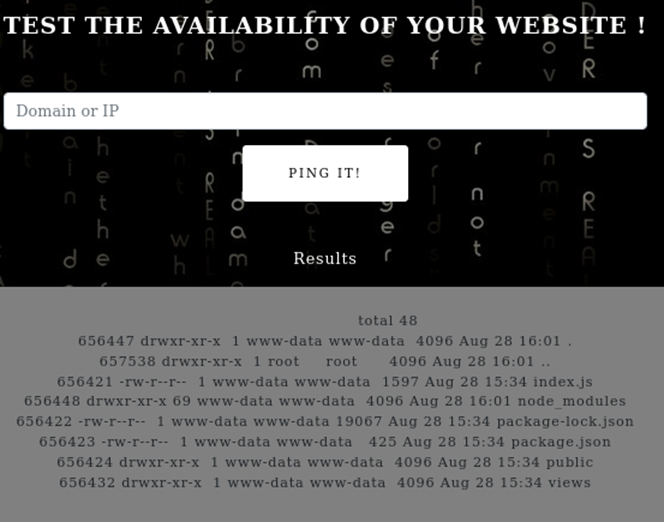 TEST THE AVAILABILITY OF YOUR WEBSITE !
Domain or IP
PING IT!
Results
total 48
656447 drwxr-xr-x 1 www-data www-data 4096 Aug 28 16:01 .
657538 drwxr-xr-x 1 root root 4096 Aug 28 16:01 ..
656421 -rw-r--r-- 1 www-data www-data 1597 Aug 28 15:34 index.js
656448 drwxr-xr-x 69 www-data www-data 4096 Aug 28 16:01 node_modules
656422 -rw-r--r-- 1 www-data www-data 19067 Aug 28 15:34 package-lock.json
656423 -rw-r--r-- 1 www-data www-data 425 Aug 28 15:34 package.json
656424 drwxr-xr-x 1 www-data www-data 4096 Aug 28 15:34 public
656432 drwxr-xr-x 1 www-data www-data 4096 Aug 28 15:34 views